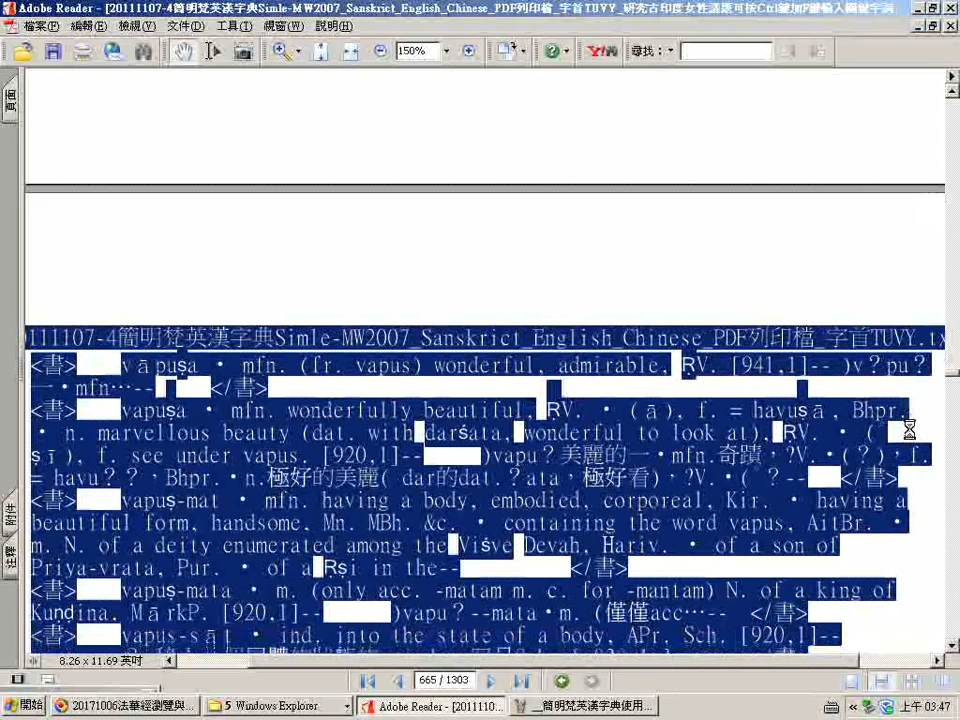 Adobe Reader - [20111107-4簡明梵英漢字典Simle-MW2007_Sanskrict_English_Chinese_PDF列印檔_字首TUVY_研究古印度女性議題可按Ctrl鍵加F鍵輸入關鍵字詞
檔案(F) 編輯(E) 檢視(V) 文件(D) 工具(T) 視窗(W) 說明(H)
150% 尋找:
頁面
111107-4簡明梵英漢字典Simle-MW2007_Sanskrict_English_Chinese_PDF列印檔_字首TUVY.tx
<書> vāpuṣa • mfn. (fr. vapus) wonderful, admirable, ṚV. [941,1]-- )v？pu？
一•mfn…-- </書>
<書> vapuṣa • mfn. wonderfully beautiful, ṚV. • (ā), f. = havuṣā, Bhpr.
• n. marvellous beauty (dat. with darśata, wonderful to look at), ṚV. • (
ṣī), f. see under vapus. [920,1]-- )vapu？美麗的一•mfn.奇蹟，?V.•(？), f.
= havu？？, Bhpr.•n.極好的美麗( dar的dat.？ata，極好看)，?V.•( ？-- </書>
<書> vapuṣ-mat • mfn. having a body, embodied, corporeal, Kir. • having a
beautiful form, handsome, Mn. MBh. &c. • containing the word vapus, AitBr. •
m. N. of a deity enumerated among the Viśve Devah, Hariv. • of a son of
Priya-vrata, Pur. • of a Ṛṣi in the-- </書>
<書> vapuṣ-mata • m. (only acc. -matam m. c. for -mantam) N. of a king of
Kuṇḍina, MārkP. [920,1]-- )vapu？--mata•m. (僅僅acc…-- </書>
<書> vapus-sāt • ind. into the state of a body, APr. Sch. [920,1]--
附件
注釋
8.26 x 11.69 英吋
665 / 1303
開始 20171006法華經瀏覽與... 5 Windows Explorer Adobe Reader - [201110... __簡明梵英漢字典使用... 上午 03:47